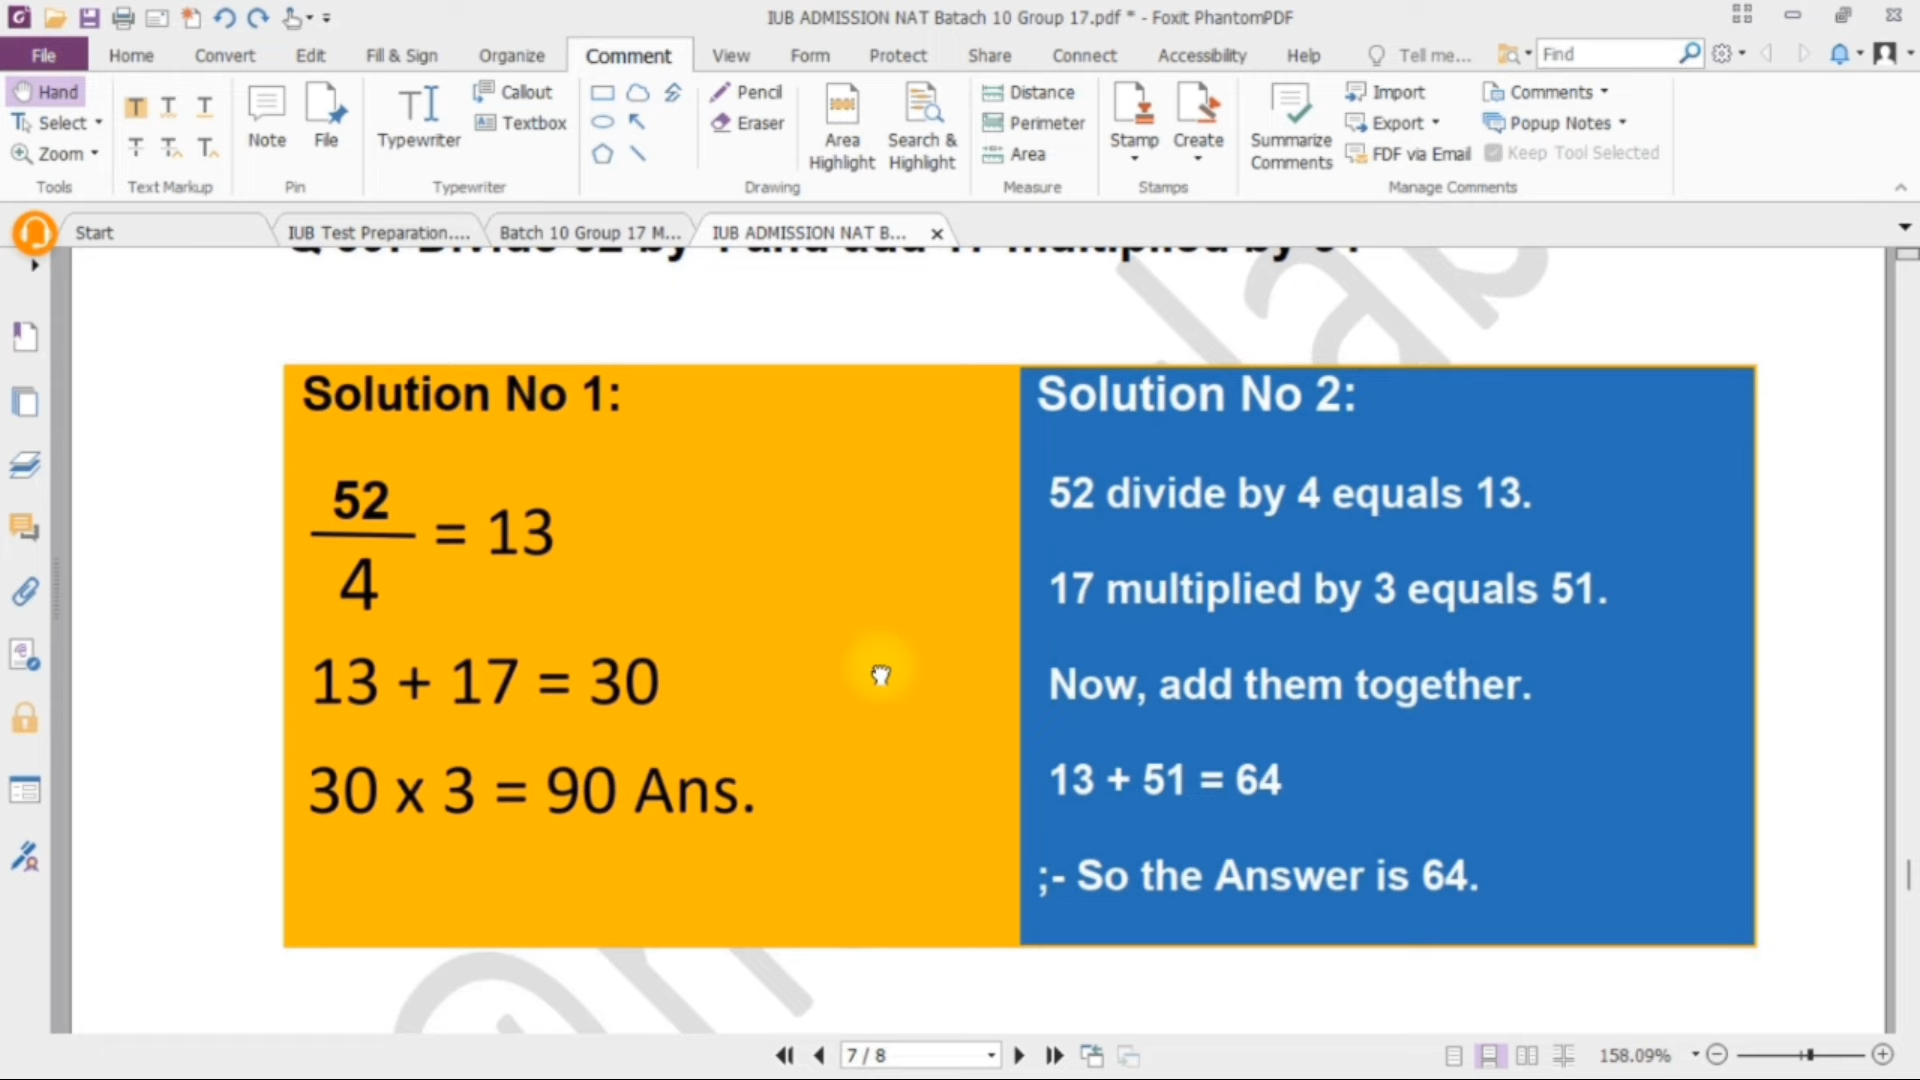 IUB ADMISSION NAT Batach 10 Group 17.pdf * - Foxit PhantomPDF
File Home Convert Edit Fill & Sign Organize Comment View Form Protect Share Connect Accessibility Help Tell me... Find
Hand
Select
Zoom
Tools
Text Markup
Note
File
Pin
Typewriter
Callout
Textbox
Typewriter
Pencil
Eraser
Area Highlight
Search & Highlight
Drawing
Distance
Perimeter
Area
Measure
Stamp
Create
Stamps
Summarize Comments
Import
Export
FDF via Email
Comments
Popup Notes
Keep Tool Selected
Manage Comments
Start
IUB Test Preparation....
Batch 10 Group 17 M...
IUB ADMISSION NAT B...
Solution No 1:
52
4
= 13
13 + 17 = 30
30 x 3 = 90 Ans.
Solution No 2:
52 divide by 4 equals 13.
17 multiplied by 3 equals 51.
Now, add them together.
13 + 51 = 64
;- So the Answer is 64.
7 / 8
158.09%